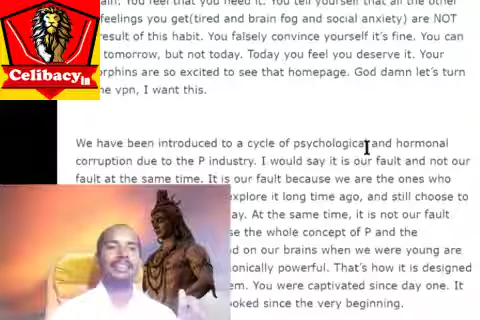 You feel that you need it. You tell yourself that all the other
feelings you get(tired and brain fog and social anxiety) are NOT
result of this habit. You falsely convince yourself it's fine. You can
tomorrow, but not today. Today you feel you deserve it. Your
orphins are so excited to see that homepage. God damn let's turn
e vpn, I want this.
Celibacy
in
We have been introduced to a cycle of psychological and hormonal
corruption due to the P industry. I would say it is our fault and not our
fault at the same time. It is our fault because we are the ones who
explore it long time ago, and still choose to
ay. At the same time, it is not our fault
se the whole concept of P and the
d on our brains when we were young are
onically powerful. That's how it is designed
em. You were captivated since day one. It
oked since the very beginning.